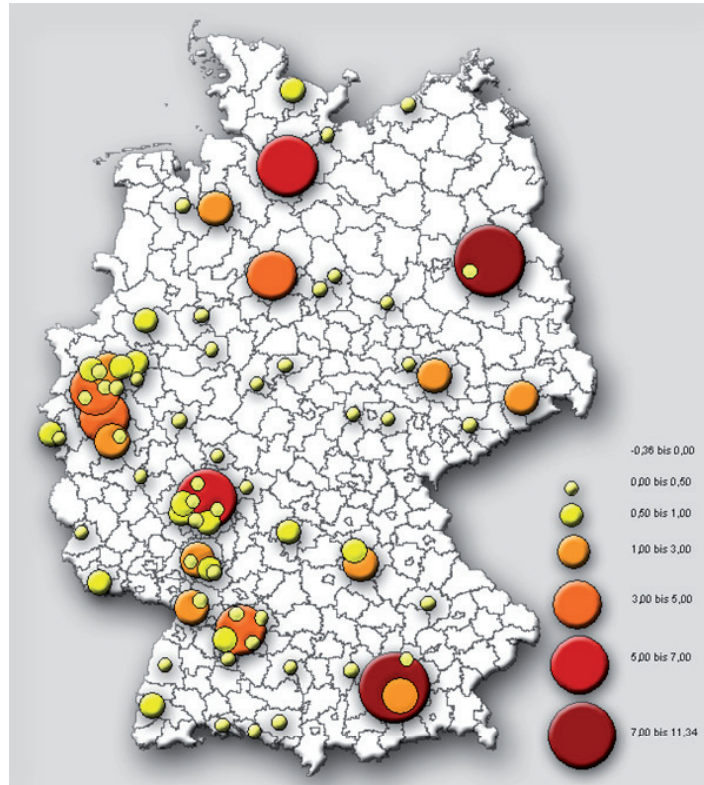 -0,36 bis 0,00
0,00 bis 0,50
0,50 bis 1,00
1,00 bis 3,00
3,00 bis 5,00
5,00 bis 7,00
7,00 bis 11,34